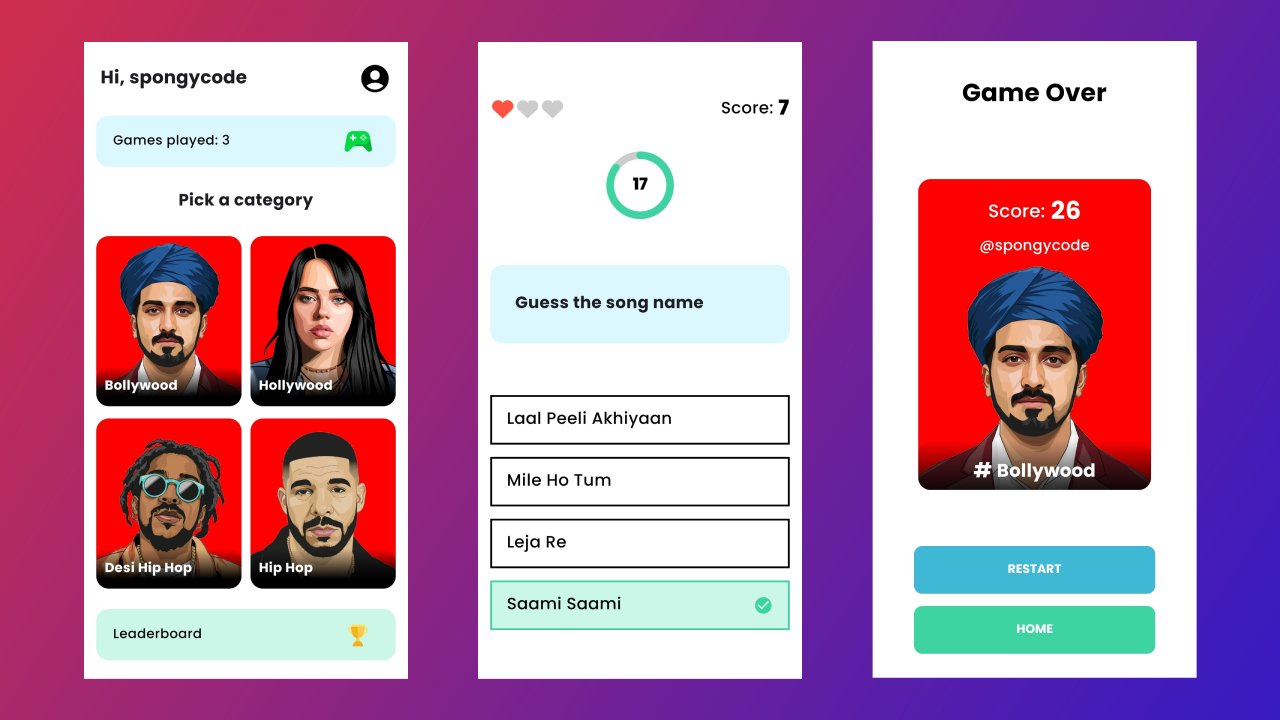 Hi, spongycode
Games played: 3
Pick a category
Bollywood
Hollywood
Desi Hip Hop
Hip Hop
Leaderboard
Score: 7
17
Guess the song name
Laal Peeli Akhiyaan
Mile Ho Tum
Leja Re
Saami Saami
Game Over
Score: 26
@spongycode
# Bollywood
RESTART
HOME